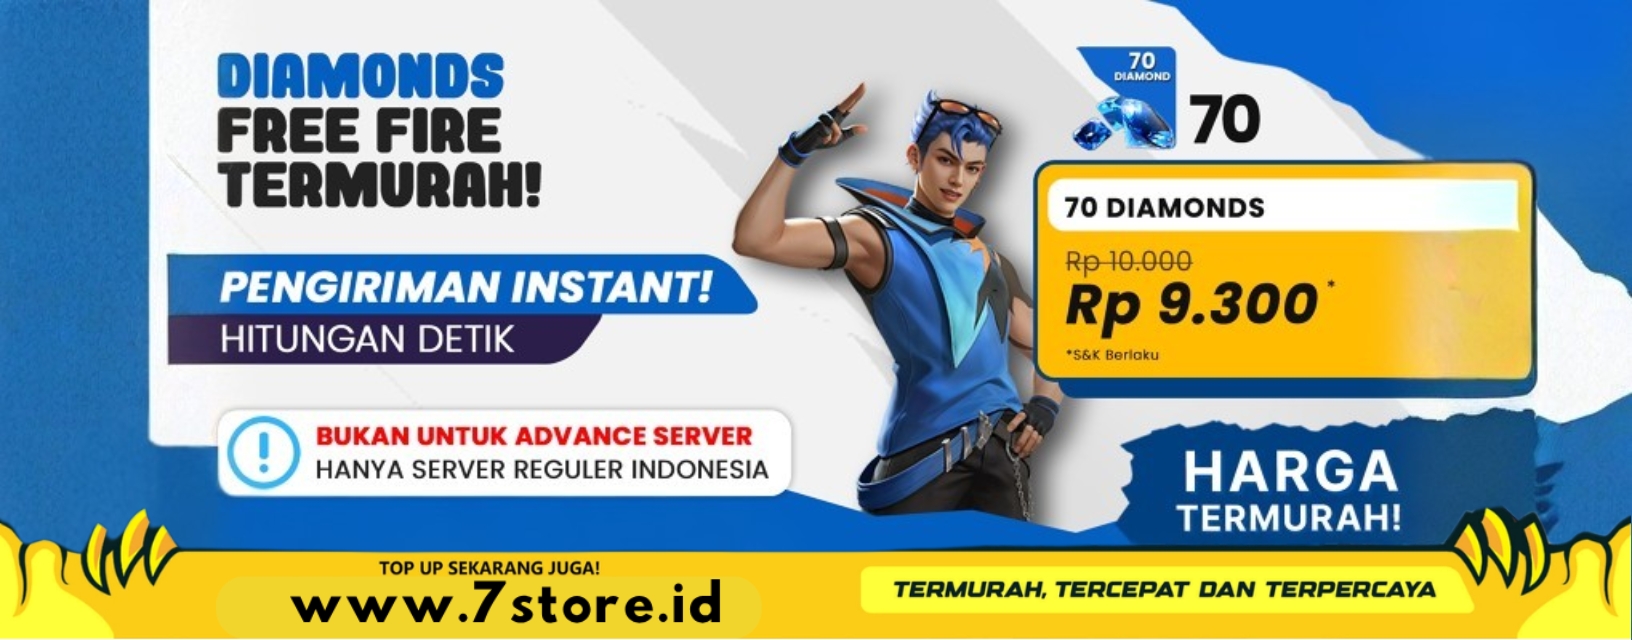 DIAMONDS
FREE FIRE
TERMURAH!
PENGIRIMAN INSTANT!
HITUNGAN DETIK
BUKAN UNTUK ADVANCE SERVER
HANYA SERVER REGULER INDONESIA
70
DIAMOND
70
70 DIAMONDS
Rp 10.000
Rp 9.300*
*S&K Berlaku
HARGA
TERMURAH!
TOP UP SEKARANG JUGA!
www.7store.id
TERMURAH, TERCEPAT DAN TERPERCAYA